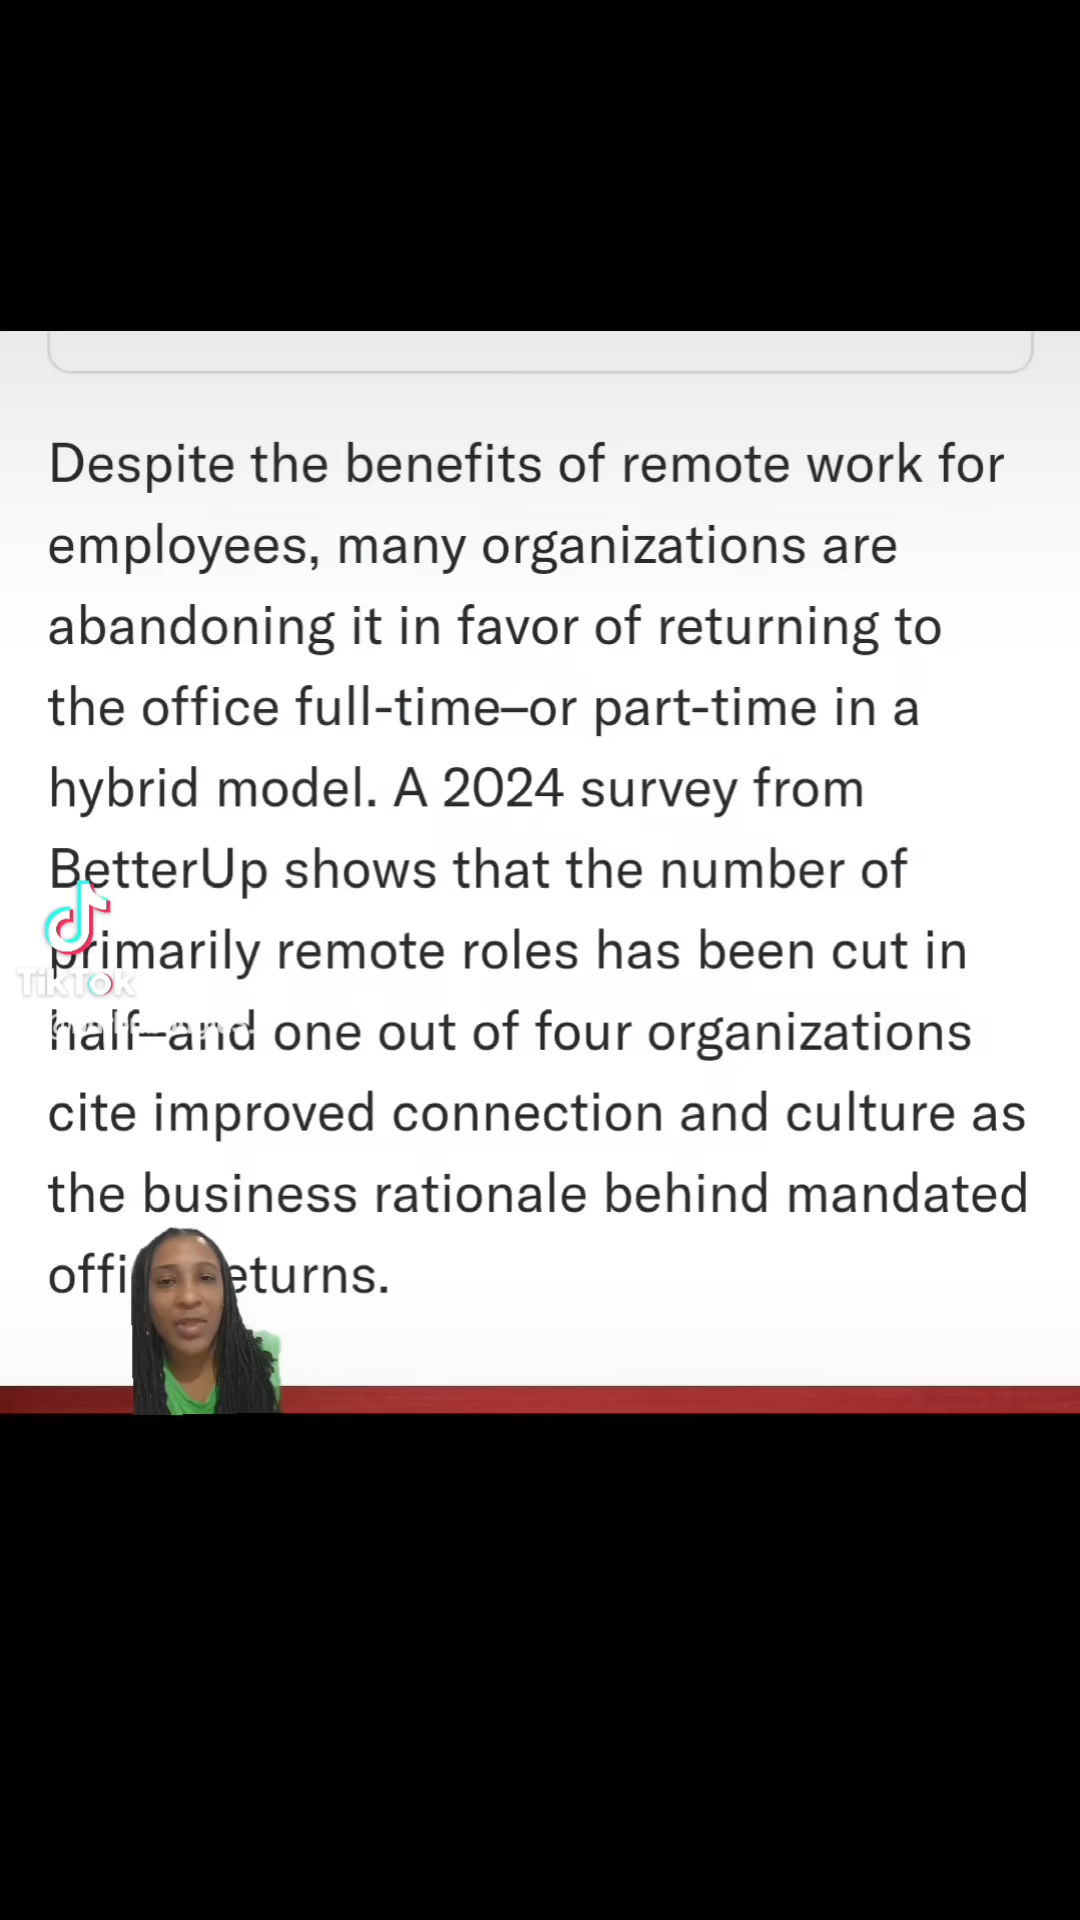 Despite the benefits of remote work for
employees, many organizations are
abandoning it in favor of returning to
the office full-time–or part-time in a
hybrid model. A 2024 survey from
BetterUp shows that the number of
primarily remote roles has been cut in
half–and one out of four organizations
cite improved connection and culture as
the business rationale behind mandated
offi eturns.
TikTok